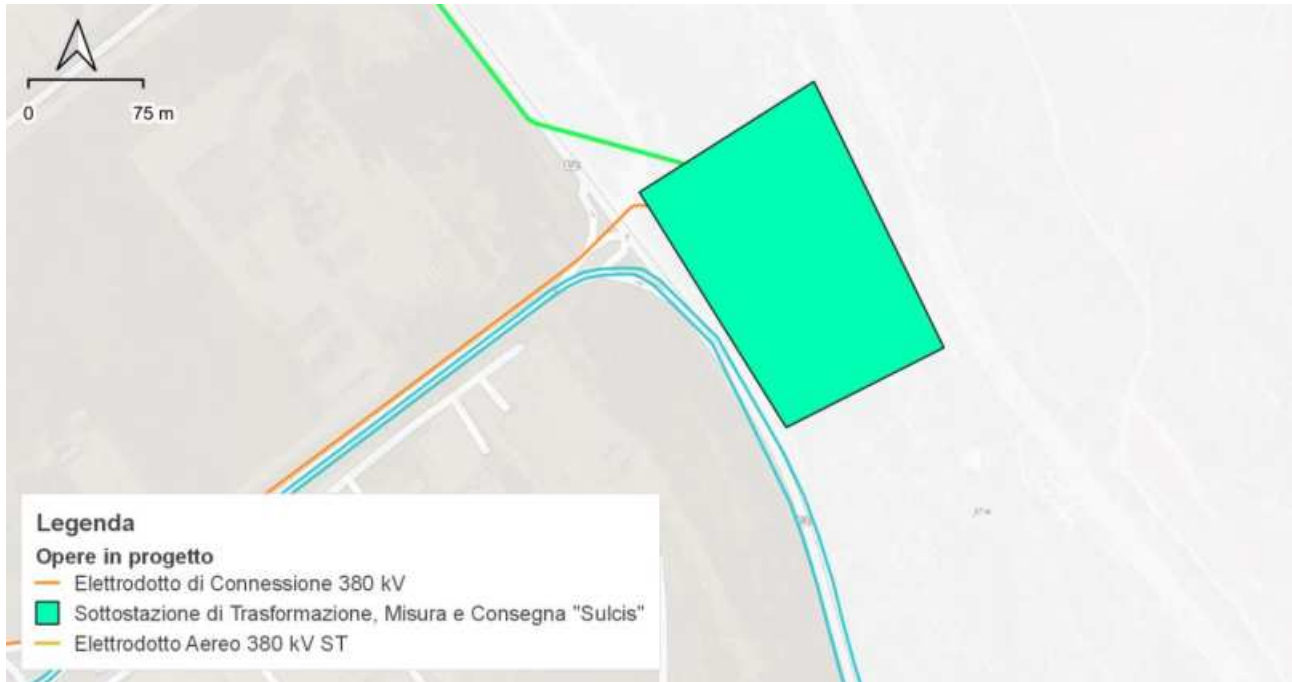 0 75 m
Legenda
Opere in progetto
Elettrodotto di Connessione 380 kV
Sottostazione di Trasformazione, Misura e Consegna "Sulcis"
Elettrodotto Aereo 380 kV ST